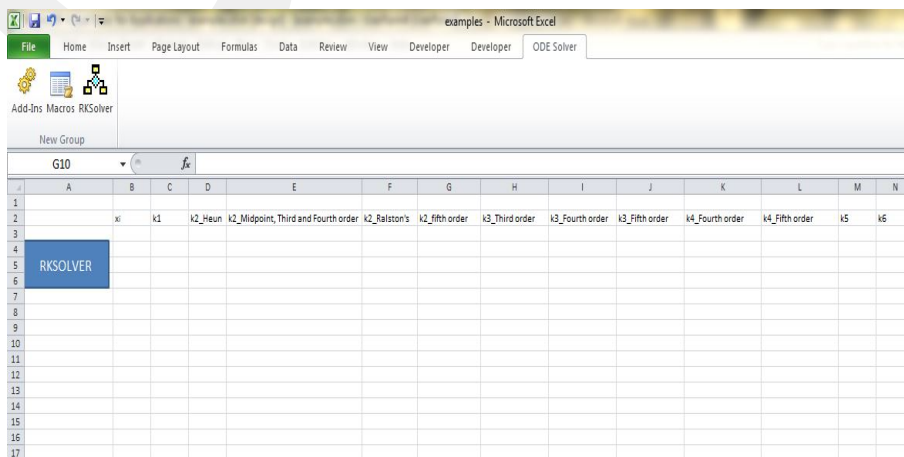 examples - Microsoft Excel
File Home Insert Page Layout Formulas Data Review View Developer Developer ODE Solver
Add-Ins Macros RKSolver
New Group
G10 fx
A B C D E F G H I J K L M N
1
2 xi k1 k2_Heun k2_Midpoint, Third and Fourth order k2_Ralston's k2_fifth order k3_Third order k3_Fourth order k3_Fifth order k4_Fourth order k4_Fifth order k5 k6
3
4
5 RKSOLVER
6
7
8
9
10
11
12
13
14
15
16
17